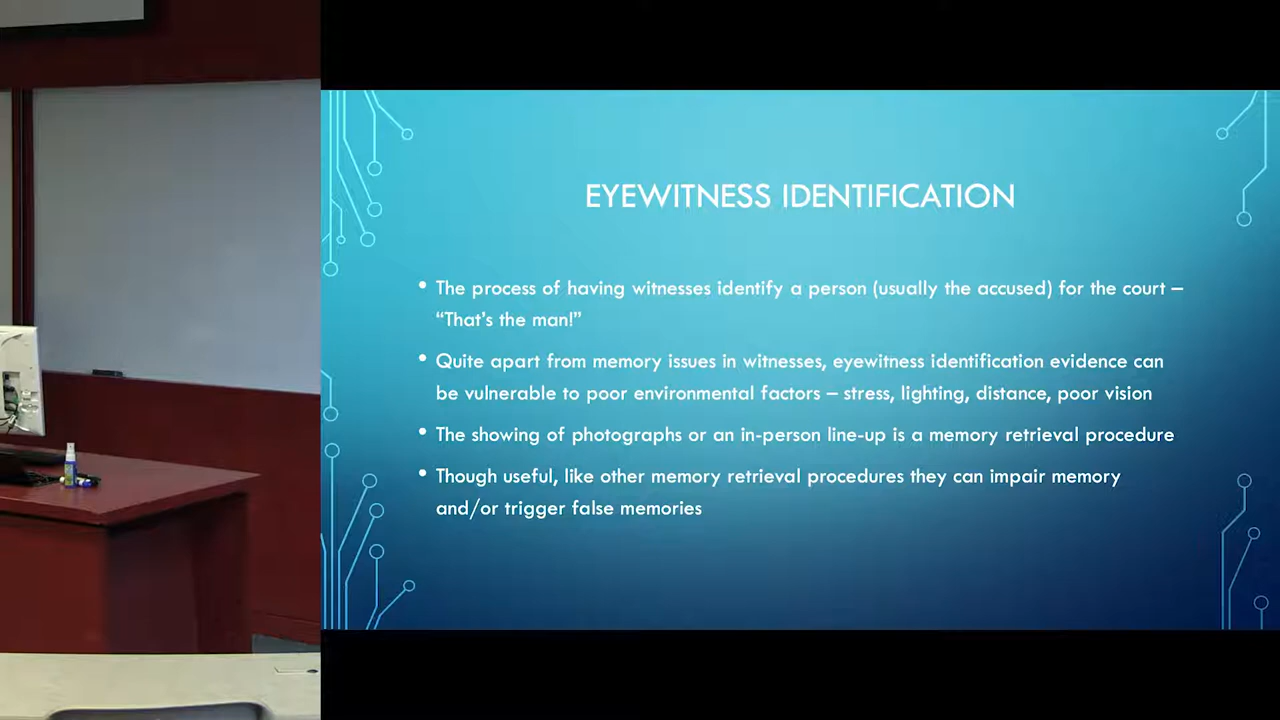 EYEWITNESS IDENTIFICATION
• The process of having witnesses identify a person (usually the accused) for the court –
“That’s the man!”
• Quite apart from memory issues in witnesses, eyewitness identification evidence can
be vulnerable to poor environmental factors – stress, lighting, distance, poor vision
• The showing of photographs or an in-person line-up is a memory retrieval procedure
• Though useful, like other memory retrieval procedures they can impair memory
and/or trigger false memories